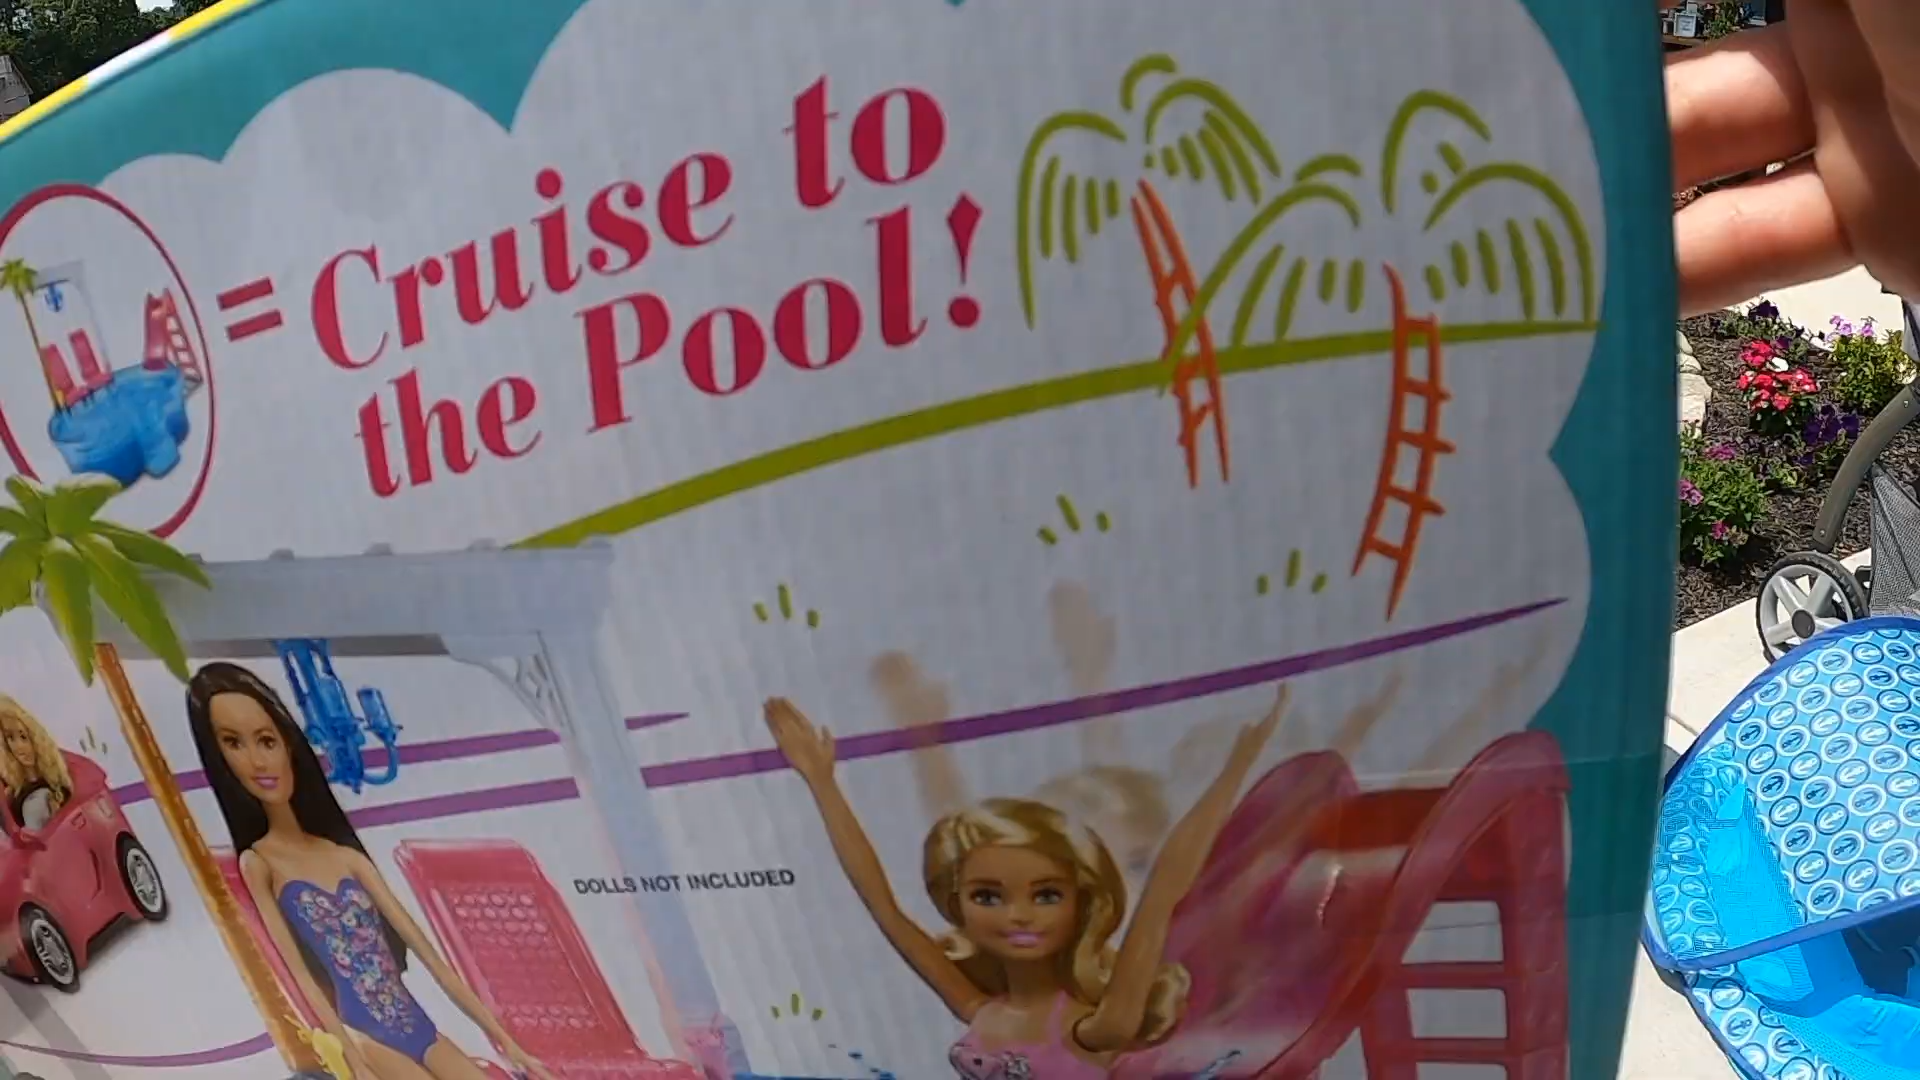 = Cruise to
the Pool!
DOLLS NOT INCLUDED